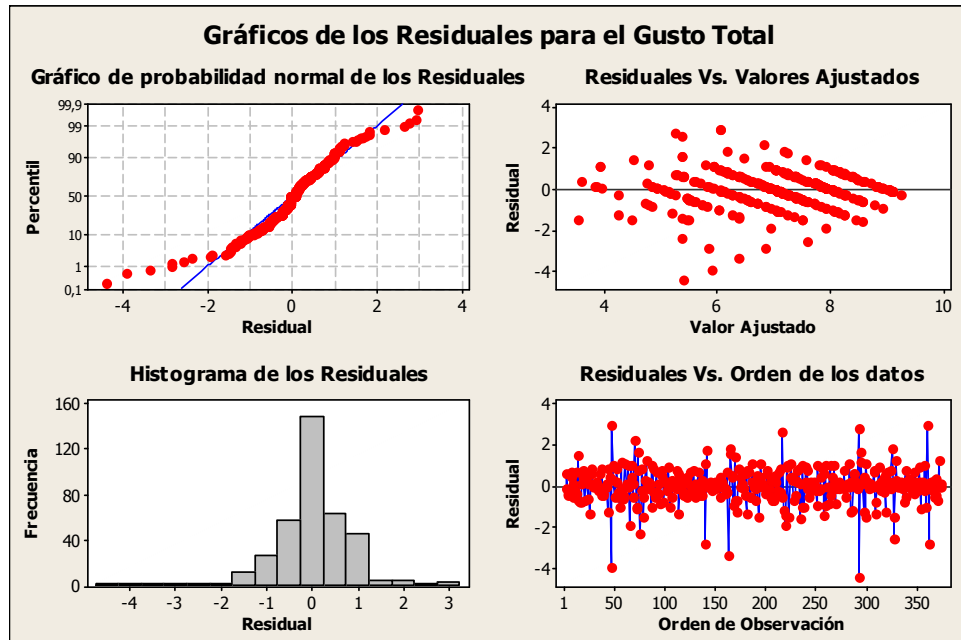 Gráficos de los Residuales para el Gusto Total
Gráfico de probabilidad normal de los Residuales
Percentil
99,9
99
90
50
10
1
0,1
-4 -2 0 2 4
Residual
Residuales Vs. Valores Ajustados
Residual
4
2
0
-2
-4
4 6 8 10
Valor Ajustado
Histograma de los Residuales
Frecuencia
160
120
80
40
0
-4 -3 -2 -1 0 1 2 3
Residual
Residuales Vs. Orden de los datos
Residual
4
2
0
-2
-4
1 50 100 150 200 250 300 350
Orden de Observación